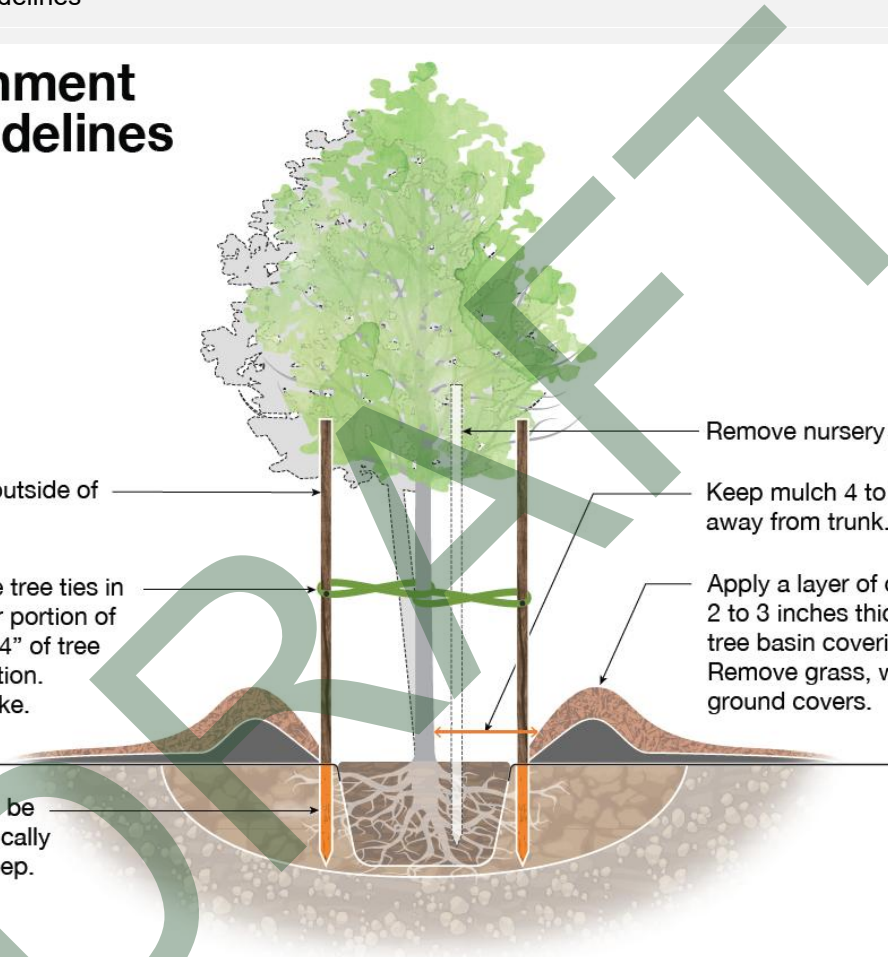 delines
nment
delines
outside of
e tree ties in
r portion of
4” of tree
tion.
ke.
be
cally
ep.
Remove nursery
Keep mulch 4 to
away from trunk.
Apply a layer of
2 to 3 inches thic
tree basin coveri
Remove grass, w
ground covers.
DRAFT